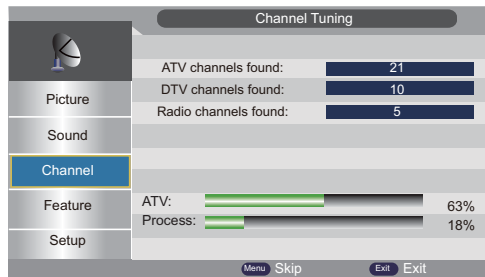 Channel Tuning
ATV channels found: 21
DTV channels found: 10
Radio channels found: 5
Picture
Sound
Channel
Feature
Setup
ATV: 63%
Process: 18%
Menu Skip Exit Exit